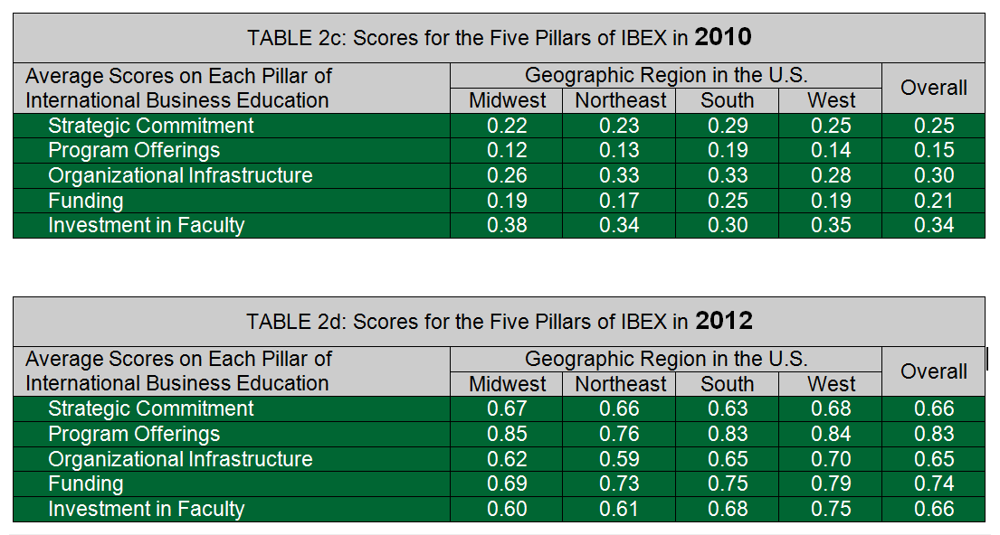 TABLE 2c: Scores for the Five Pillars of IBEX in 2010
Average Scores on Each Pillar of International Business Education Geographic Region in the U.S. Overall
Midwest Northeast South West
Strategic Commitment 0.22 0.23 0.29 0.25 0.25
Program Offerings 0.12 0.13 0.19 0.14 0.15
Organizational Infrastructure 0.26 0.33 0.33 0.28 0.30
Funding 0.19 0.17 0.25 0.19 0.21
Investment in Faculty 0.38 0.34 0.30 0.35 0.34
TABLE 2d: Scores for the Five Pillars of IBEX in 2012
Average Scores on Each Pillar of International Business Education Geographic Region in the U.S. Overall
Midwest Northeast South West
Strategic Commitment 0.67 0.66 0.63 0.68 0.66
Program Offerings 0.85 0.76 0.83 0.84 0.83
Organizational Infrastructure 0.62 0.59 0.65 0.70 0.65
Funding 0.69 0.73 0.75 0.79 0.74
Investment in Faculty 0.60 0.61 0.68 0.75 0.66